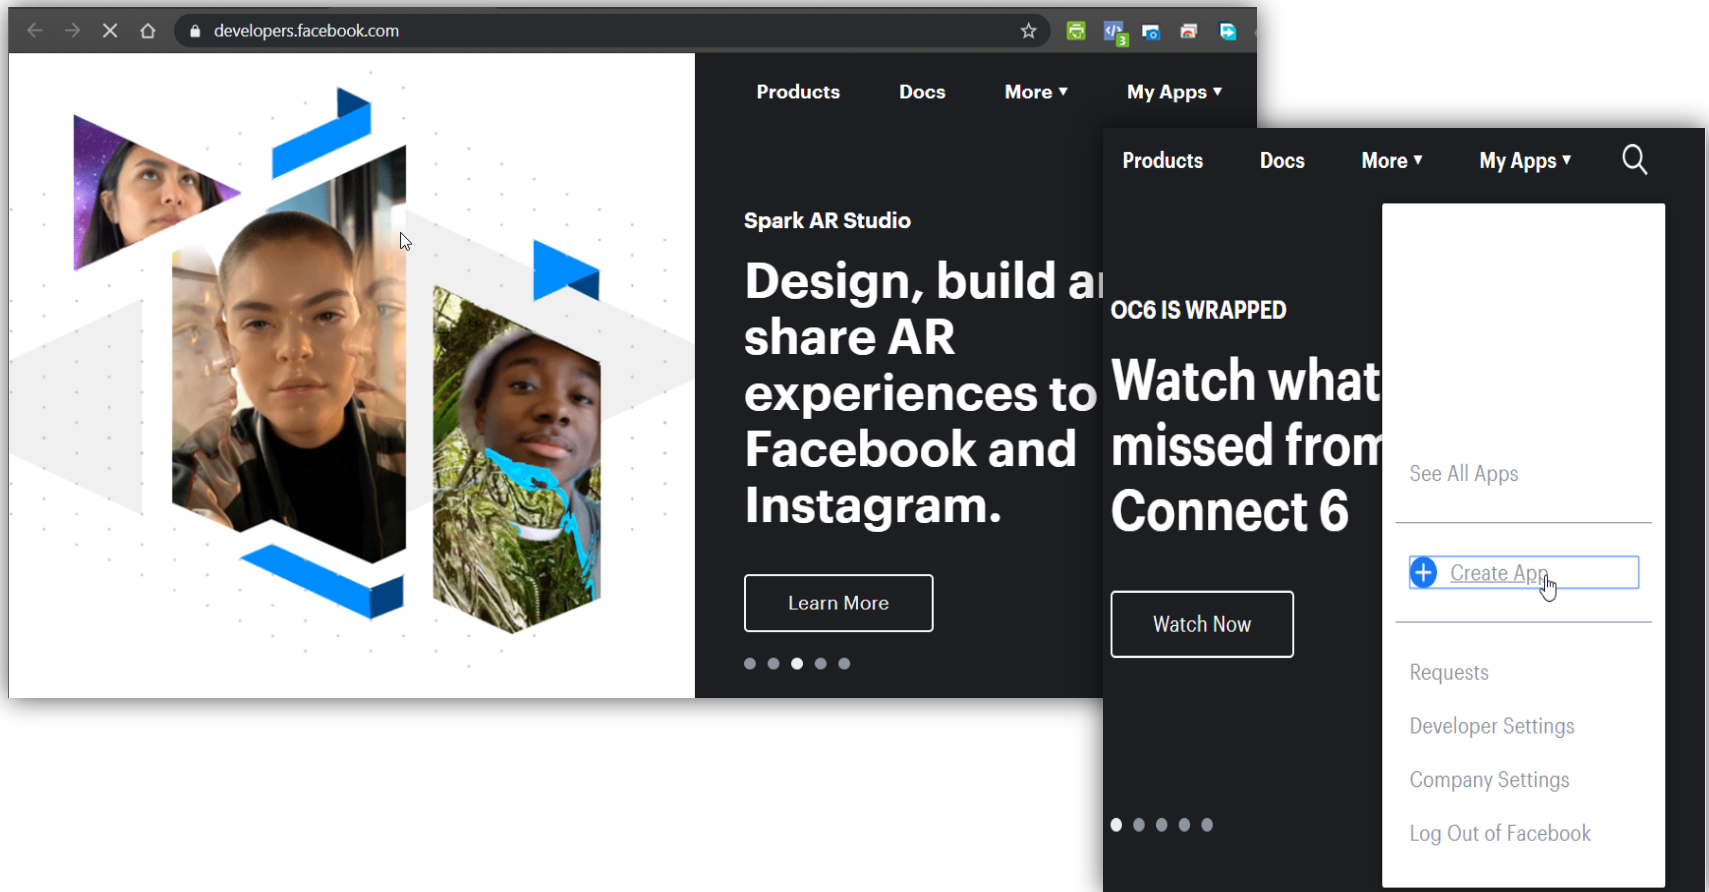 developers.facebook.com
3
Products Docs More ▼ My Apps ▼
Spark AR Studio
Design, build a
share AR
experiences to
Facebook and
Instagram.
Learn More
Products Docs More ▼ My Apps ▼
OC6 IS WRAPPED
Watch what
missed from
Connect 6
Watch Now
See All Apps
Create App
Requests
Developer Settings
Company Settings
Log Out of Facebook